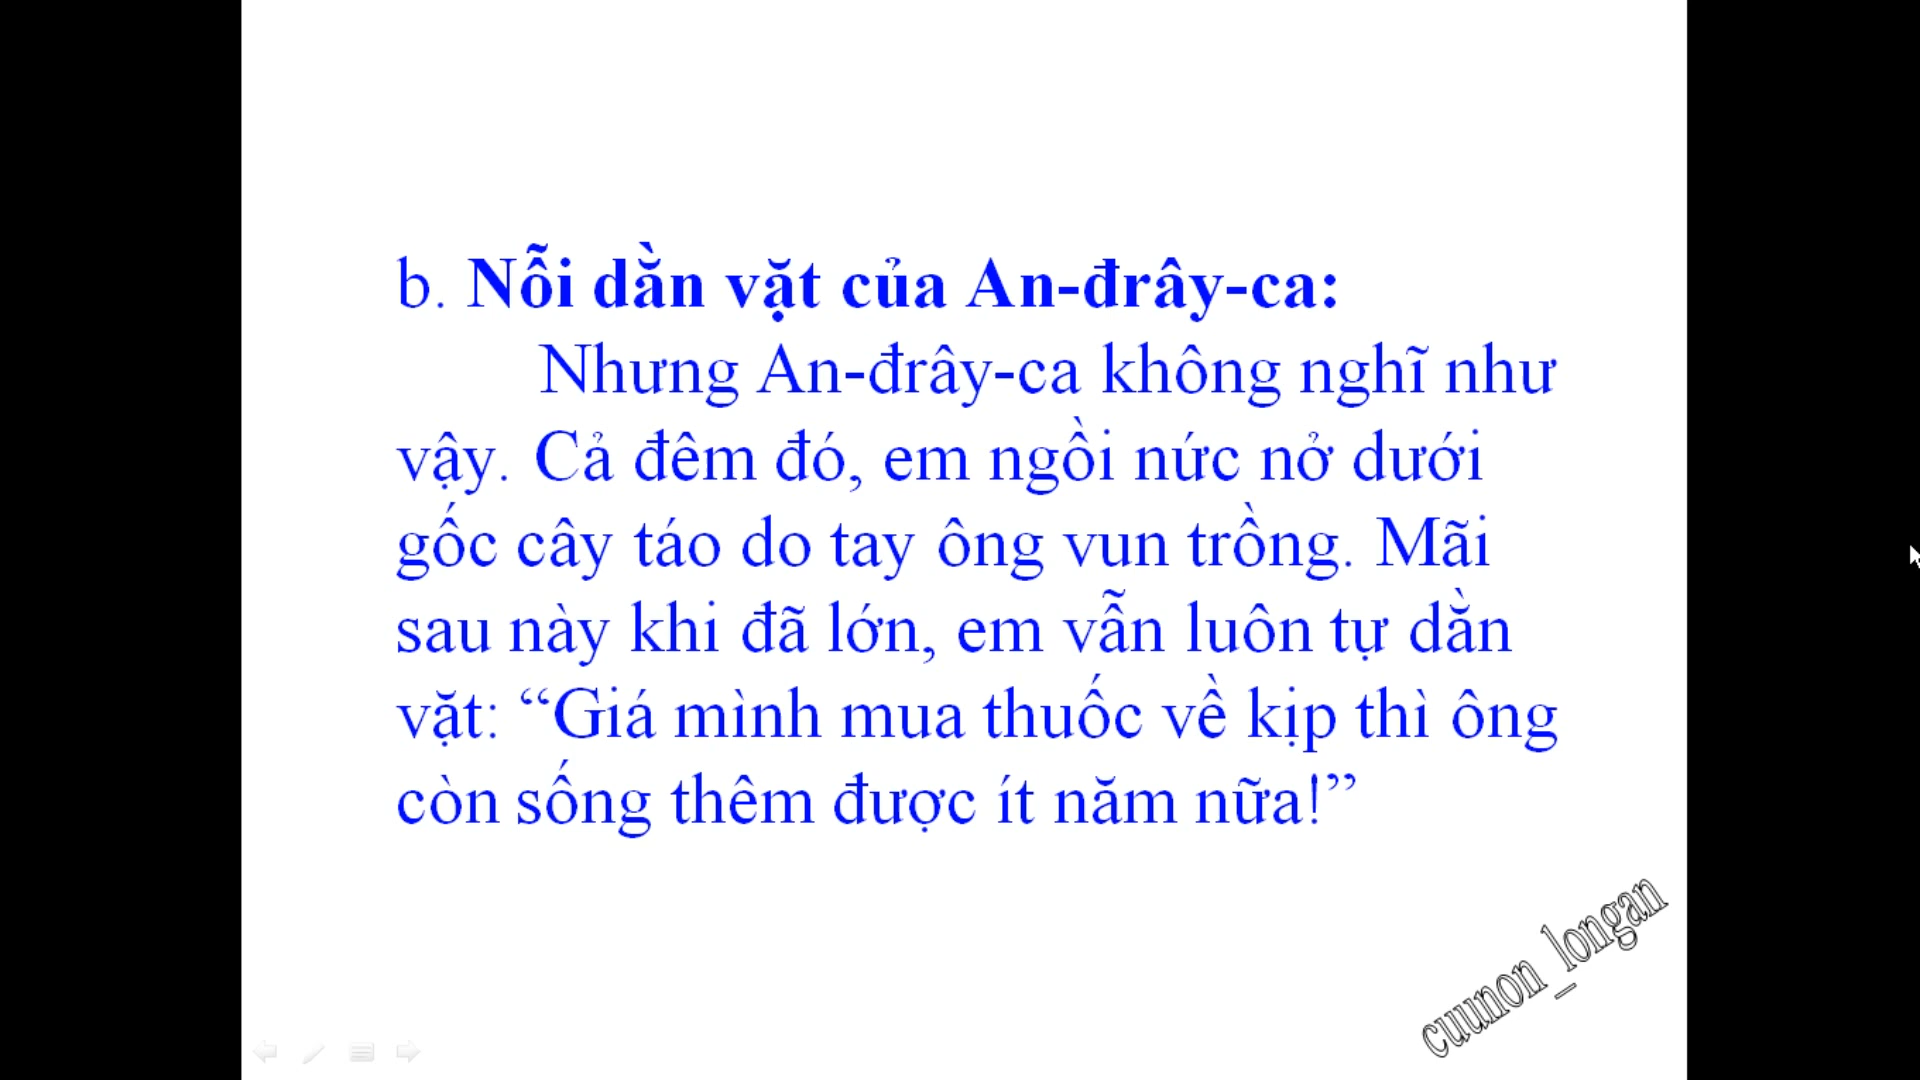 b. Nỗi dằn vặt của An-đrây-ca:
Nhưng An-đrây-ca không nghĩ như
vậy. Cả đêm đó, em ngồi nức nở dưới
gốc cây táo do tay ông vun trồng. Mãi
sau này khi đã lớn, em vẫn luôn tự dằn
vặt: “Giá mình mua thuốc về kịp thì ông
còn sống thêm được ít năm nữa!”
cuunon_longan